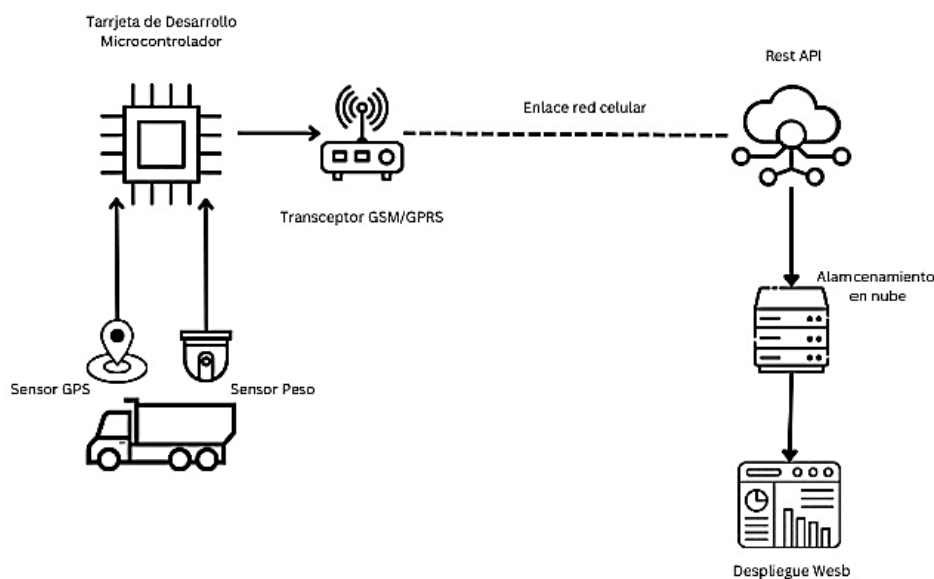 Tarrjeta de Desarrollo
Microcontrolador
Rest API
Enlace red celular
Transceptor GSM/GPRS
Alamcenamiento
en nube
Sensor GPS
Sensor Peso
Despliegue Wesb